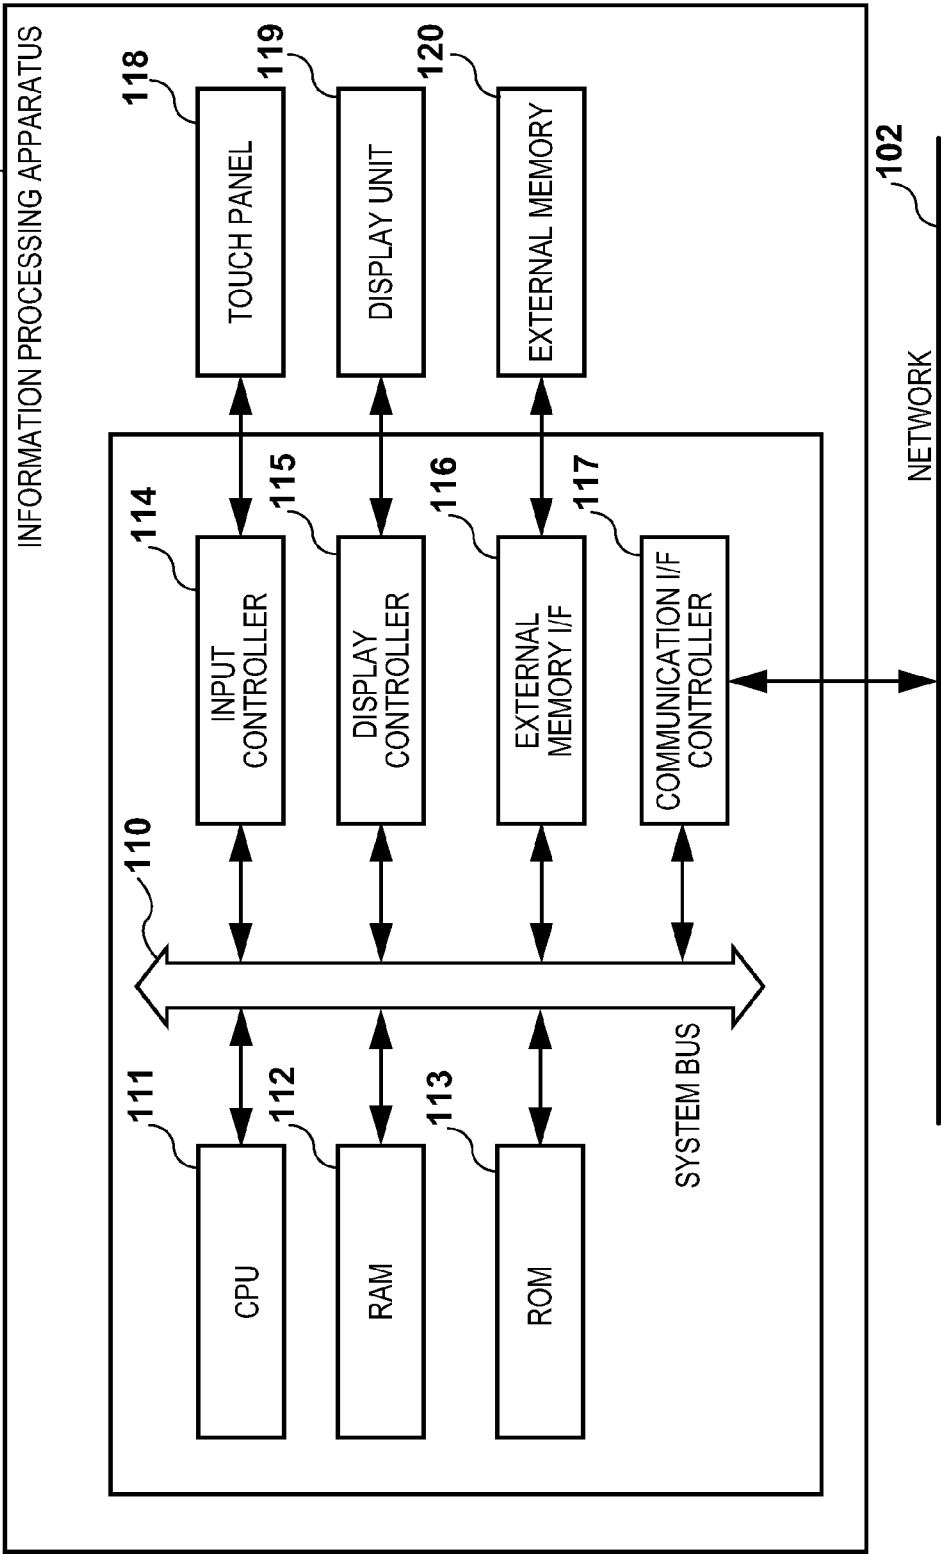 INFORMATION PROCESSING APPARATUS
111
CPU
112
RAM
113
ROM
110
SYSTEM BUS
114
INPUT
CONTROLLER
115
DISPLAY
CONTROLLER
116
EXTERNAL
MEMORY I/F
117
COMMUNICATION I/F
CONTROLLER
118
TOUCH PANEL
119
DISPLAY UNIT
120
EXTERNAL MEMORY
102
NETWORK